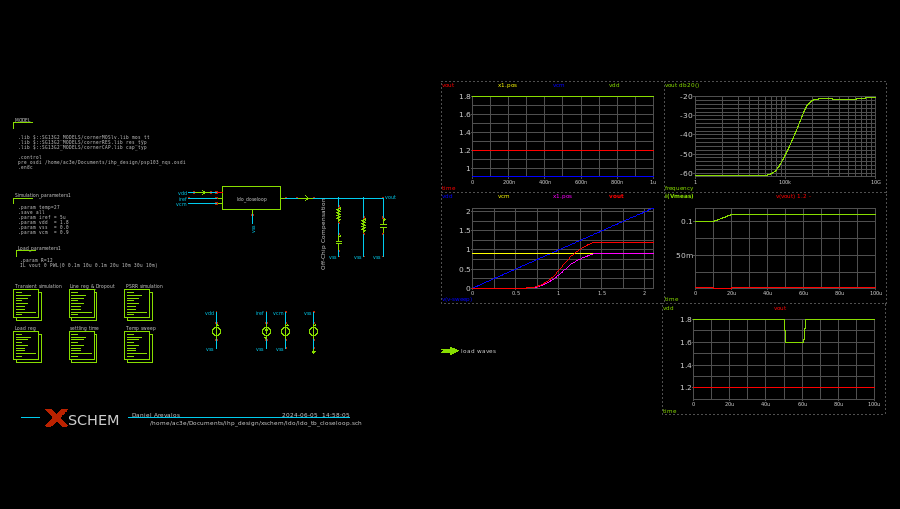 MODEL
.lib $::SG13G2_MODELS/cornerMOSlv.lib mos_tt
.lib $::SG13G2_MODELS/cornerRES.lib res_typ
.lib $::SG13G2_MODELS/cornerCAP.lib cap_typ
.control
pre_osdi /home/ac3e/Documents/ihp_design/psp103_nqs.osdi
.endc
Simulation_parameters1
.param temp=27
.save all
.param iref = 5u
.param vdd = 1.8
.param vss = 0.0
.param vcm = 0.9
Load_parameters1
.param R=12
IL vout 0 PWL(0 0.1m 10u 0.1m 20u 10m 30u 10m)
vdd
iref
vcm
ldo_closeloop
vout
vss
Off-Chip Compensation
vss
vss
vss
Transient simulation
Line reg & Dropout
PSRR simulation
Load reg
settling time
Temp sweep
vdd
iref
vcm
vss
vss
vss
vss
XSCHEM
Daniel Arevalos
2024-06-05 14:58:05
/home/ac3e/Documents/ihp_design/xschem/ldo/ldo_tb_closeloop.sch
x1.pos
vdd
1.8
1.6
1.4
1.2
1
0
200n
400n
600n
800n
1u
vcm
x1.pos
vout
2
1.5
1
0.5
0
0
0.5
1
1.5
2
load waves
vout db20()
-20
-30
-40
-50
-60
1
100k
10G
frequency
i(Vmeas)
0.1
50m
0
0
20u
40u
60u
80u
100u
time
vdd
vout
1.8
1.6
1.4
1.2
0
20u
40u
60u
80u
100u
time